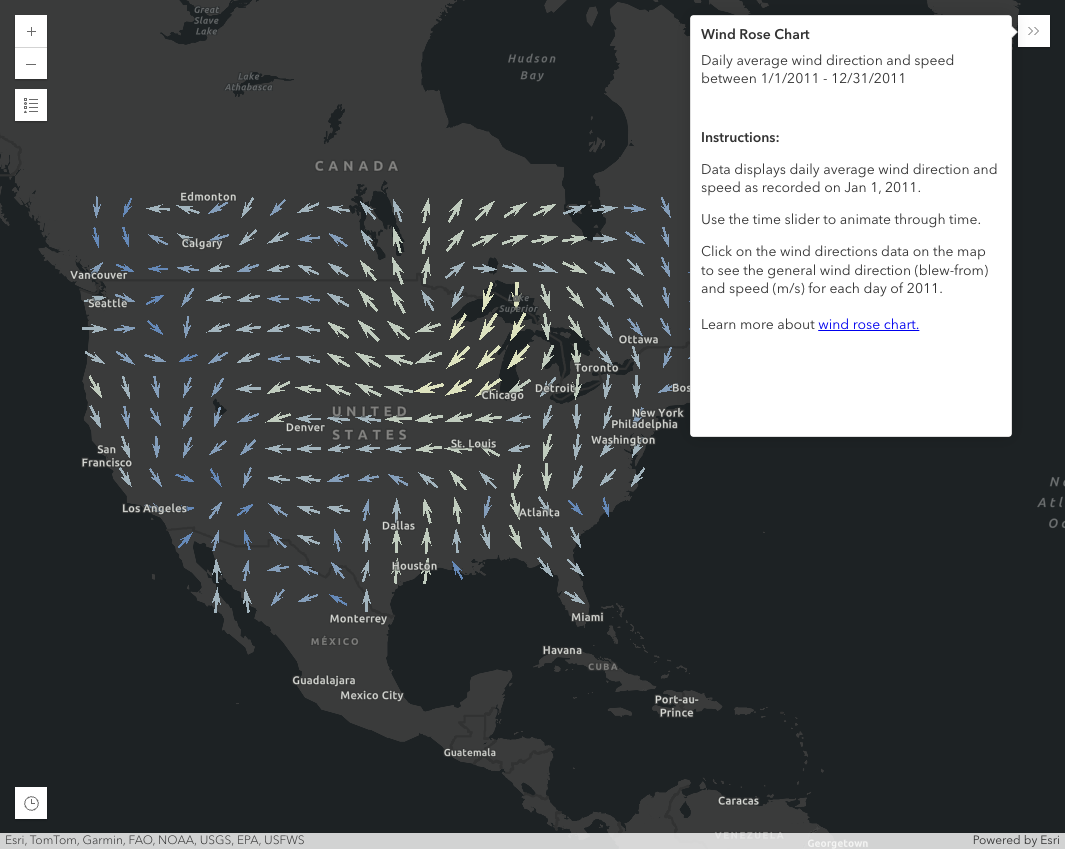 Great
Slave
Lake
Lake
Athabasca
Hudson
Bay
CANADA
Edmonton
Calgary
Vancouver
Seattle
Lake
Superior
Ottawa
Toronto
Detroit
Bos
Chicago
UNITED
STATES
New York
Philadelphia
Denver
St. Louis
Washington
San
Francisco
Los Angeles
Atlanta
Dallas
Houston
Monterrey
Miami
MÉXICO
Havana
CUBA
Guadalajara
Mexico City
Port-au-
Prince
Guatemala
Caracas
VENEZUELA
Georgetown
No
Atl
Oc
Wind Rose Chart
Daily average wind direction and speed
between 1/1/2011 - 12/31/2011
Instructions:
Data displays daily average wind direction and
speed as recorded on Jan 1, 2011.
Use the time slider to animate through time.
Click on the wind directions data on the map
to see the general wind direction (blew-from)
and speed (m/s) for each day of 2011.
Learn more about wind rose chart.
Esri, TomTom, Garmin, FAO, NOAA, USGS, EPA, USFWS
Powered by Esri